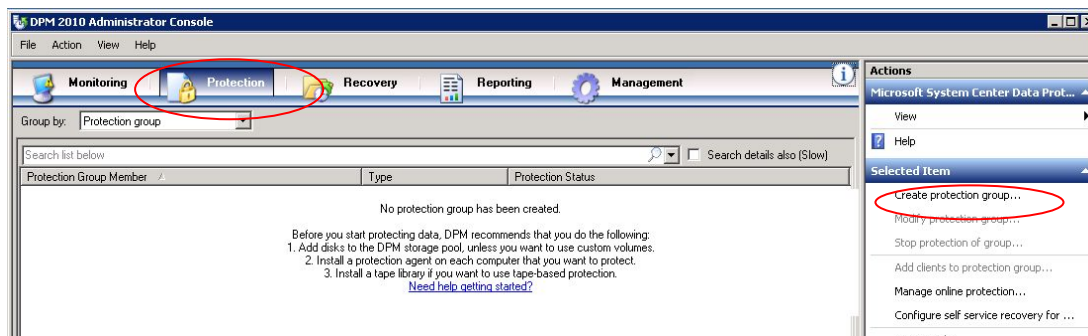 DPM 2010 Administrator Console
File Action View Help
Monitoring Protection Recovery Reporting Management
Group by: Protection group
Search list below
Search details also (Slow)
Protection Group Member Type Protection Status
No protection group has been created.
Before you start protecting data, DPM recommends that you do the following:
1. Add disks to the DPM storage pool, unless you want to use custom volumes.
2. Install a protection agent on each computer that you want to protect.
3. Install a tape library if you want to use tape-based protection.
Need help getting started?
Actions
Microsoft System Center Data Prot...
View
Help
Selected Item
Create protection group...
Modify protection group...
Stop protection of group...
Add clients to protection group...
Manage online protection...
Configure self service recovery for ...